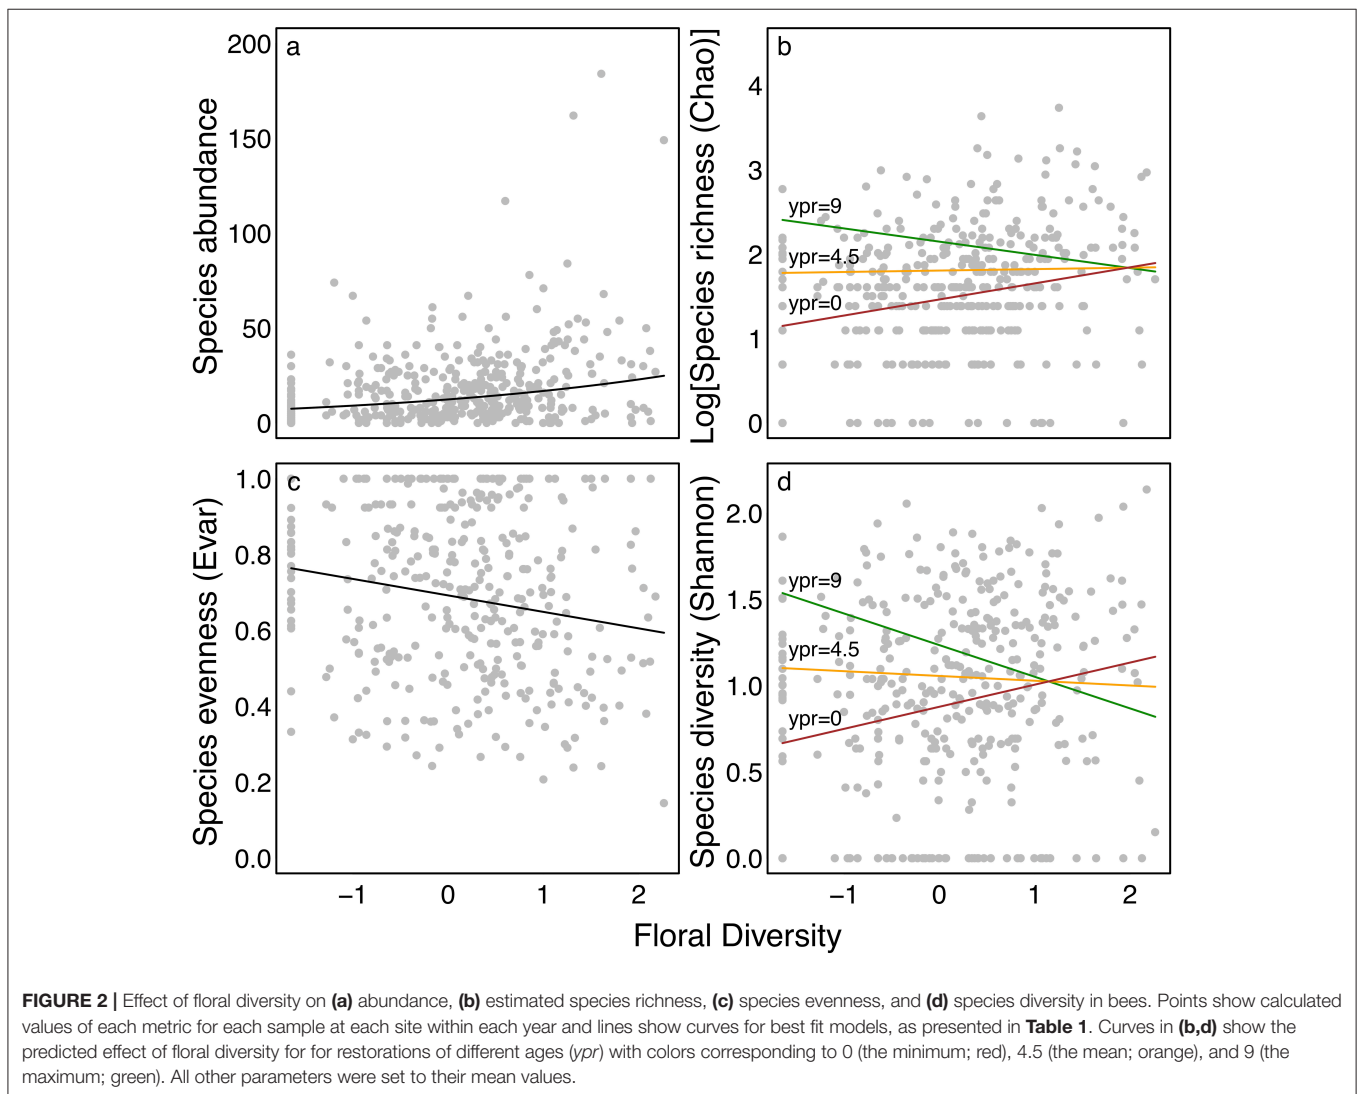 a
Species abundance
200
150
100
50
0
b
Log[Species richness (Chao)]
4
3
2
1
0
ypr=9
ypr=4.5
ypr=0
c
Species evenness (Evar)
1.0
0.8
0.6
0.4
0.2
0.0
d
Species diversity (Shannon)
2.0
1.5
1.0
0.5
0.0
ypr=9
ypr=4.5
ypr=0
−1 0 1 2
−1 0 1 2
Floral Diversity
FIGURE 2 | Effect of floral diversity on (a) abundance, (b) estimated species richness, (c) species evenness, and (d) species diversity in bees. Points show calculated
values of each metric for each sample at each site within each year and lines show curves for best fit models, as presented in Table 1. Curves in (b,d) show the
predicted effect of floral diversity for for restorations of different ages (ypr) with colors corresponding to 0 (the minimum; red), 4.5 (the mean; orange), and 9 (the
maximum; green). All other parameters were set to their mean values.